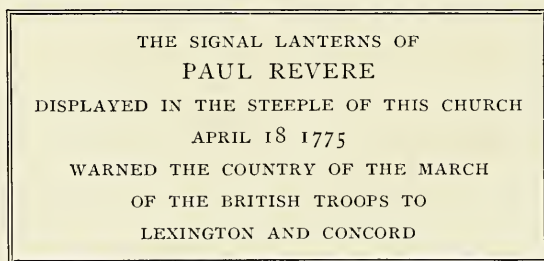 THE SIGNAL LANTERNS OF
PAUL REVERE
DISPLAYED IN THE STEEPLE OF THIS CHURCH
APRIL 18 1775
WARNED THE COUNTRY OF THE MARCH
OF THE BRITISH TROOPS TO
LEXINGTON AND CONCORD